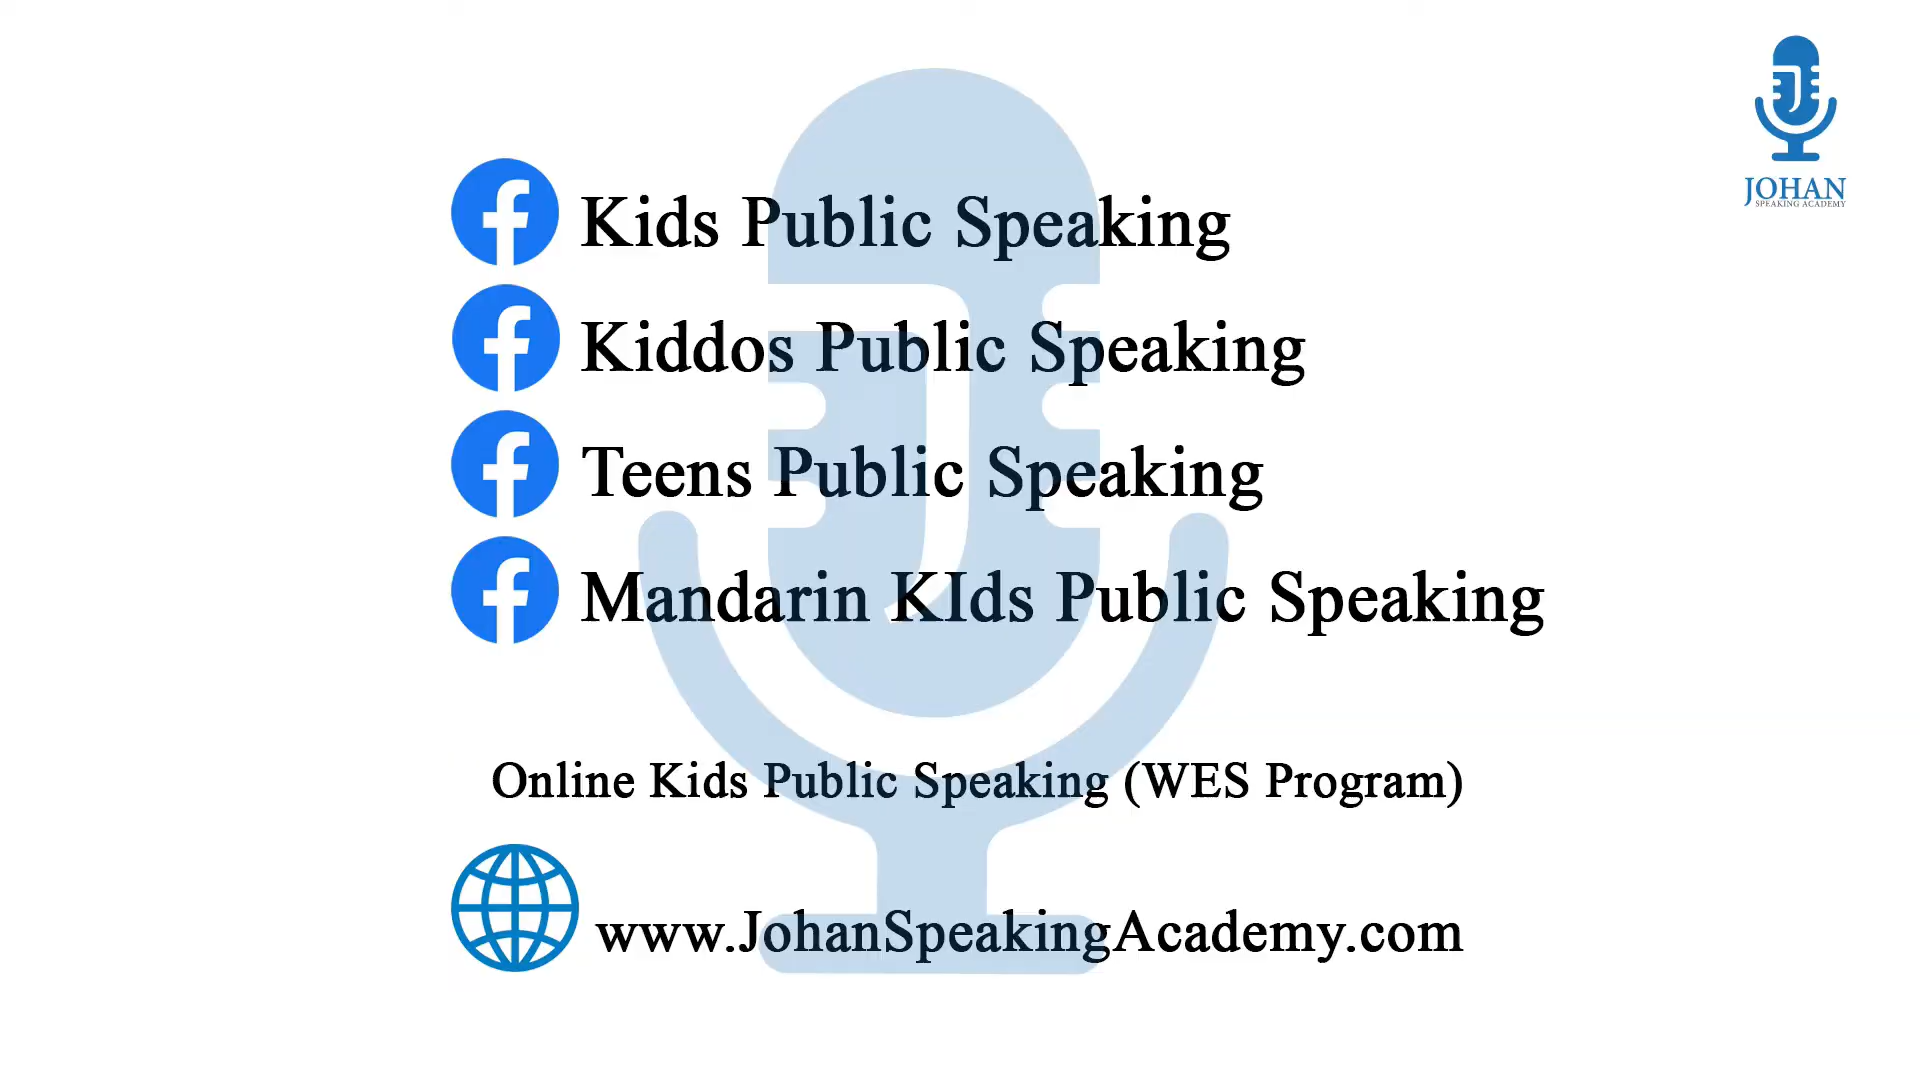 JOHAN
SPEAKING ACADEMY
Kids Public Speaking
Kiddos Public Speaking
Teens Public Speaking
Mandarin KIds Public Speaking
Online Kids Public Speaking (WES Program)
www.JohanSpeakingAcademy.com